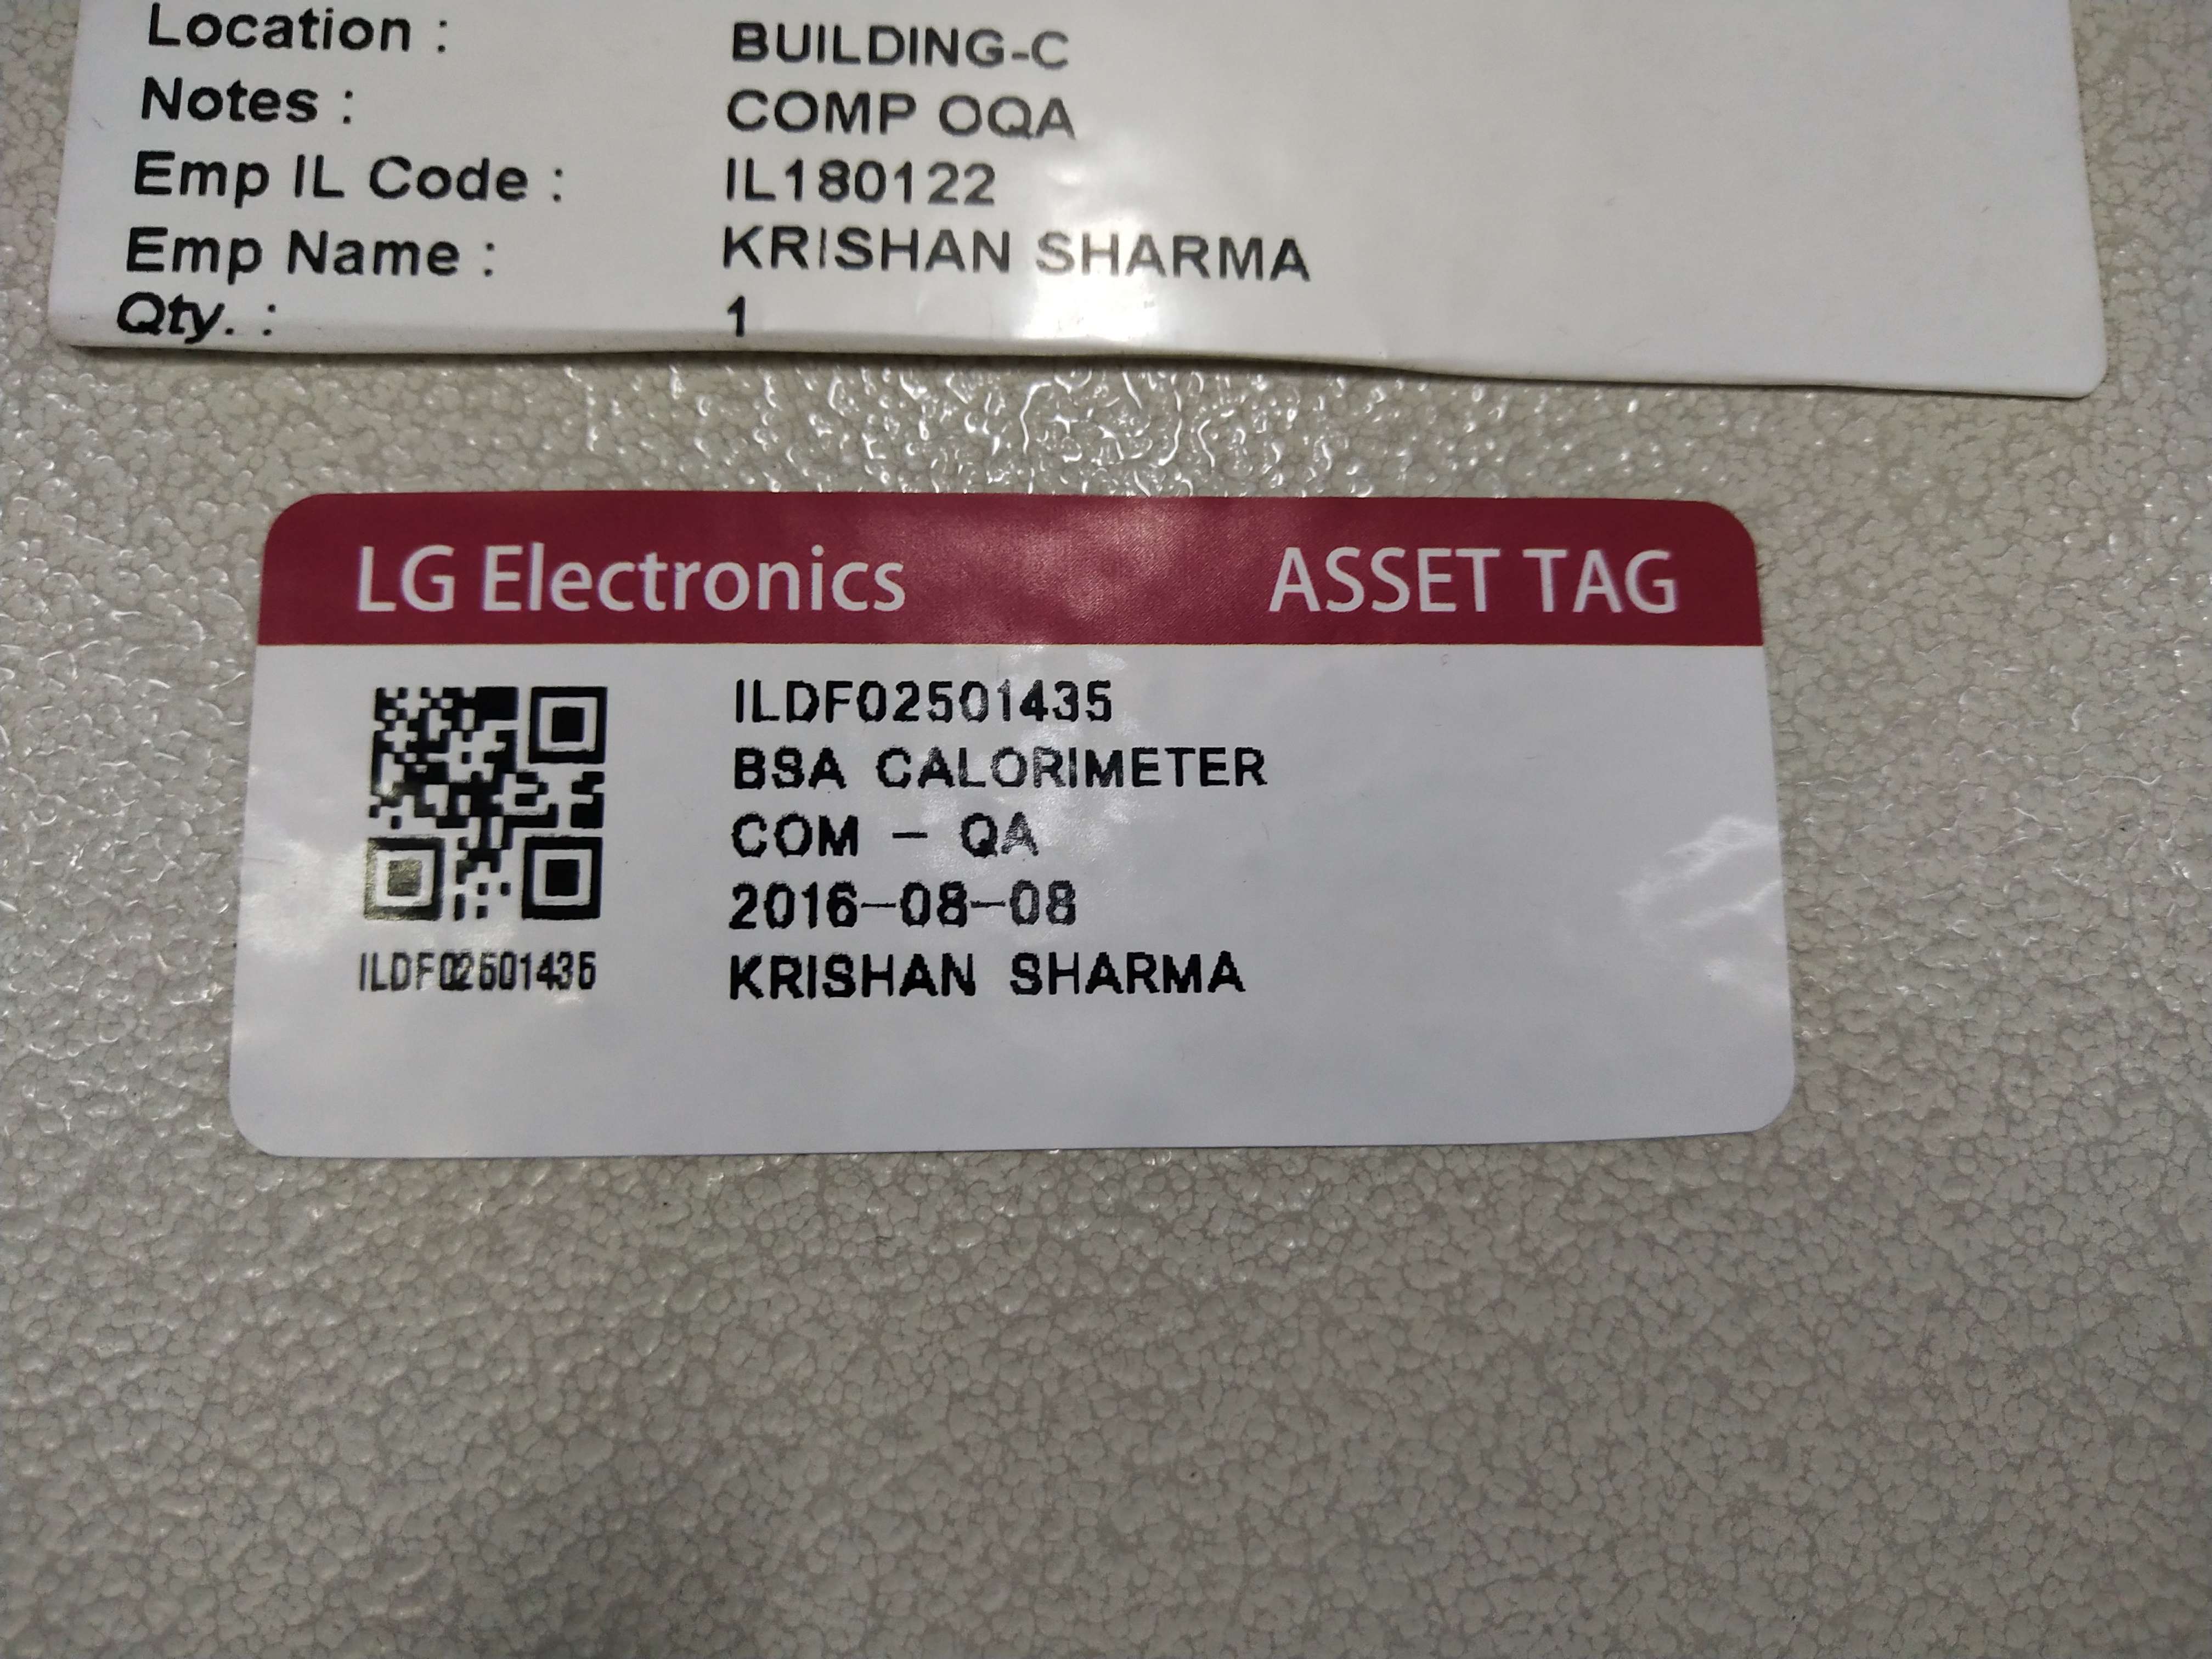 Location : BUILDING-C
Notes : COMP OQA
Emp IL Code : IL180122
Emp Name : KRISHAN SHARMA
Qty. : 1
LG Electronics ASSET TAG
ILDF02501435
BSA CALORIMETER
COM - QA
2016-08-08
KRISHAN SHARMA
ILDF02501435